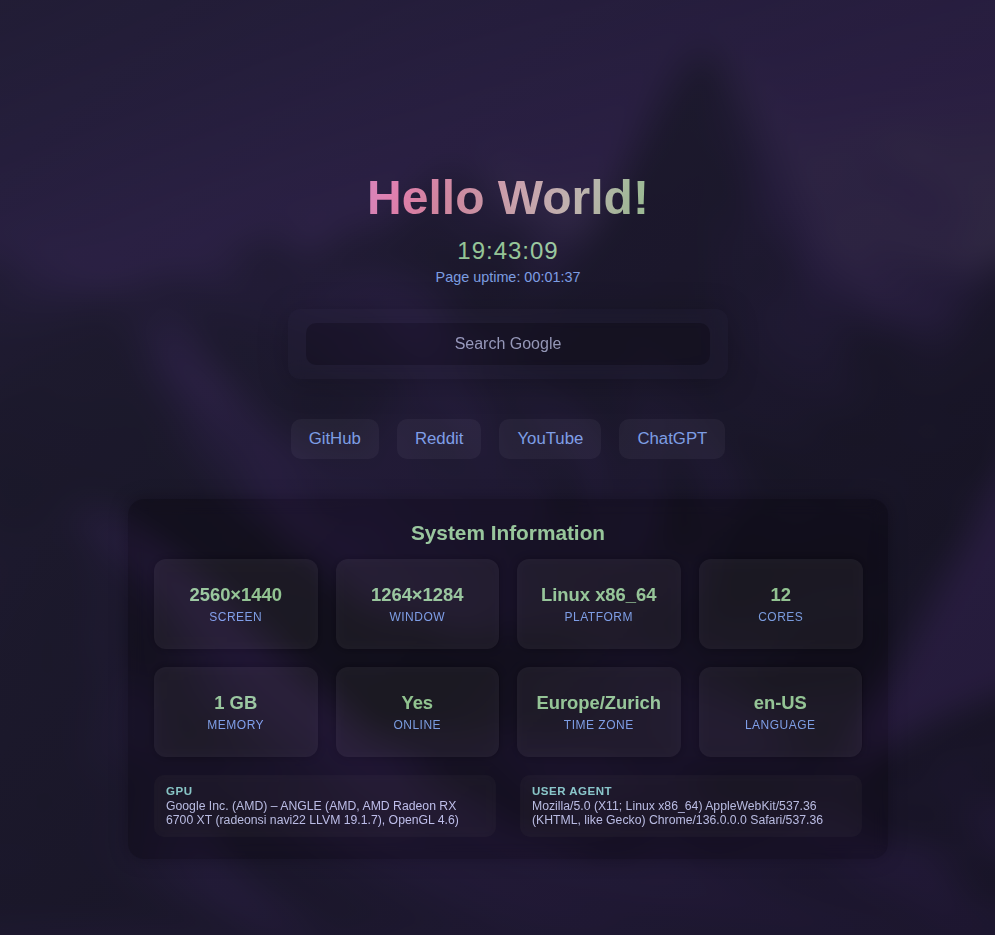 Hello World!
19:43:09
Page uptime: 00:01:37
Search Google
GitHub Reddit YouTube ChatGPT
System Information
2560×1440 1264×1284 Linux x86_64 12
SCREEN WINDOW PLATFORM CORES
1 GB Yes Europe/Zurich en-US
MEMORY ONLINE TIME ZONE LANGUAGE
GPU
Google Inc. (AMD) – ANGLE (AMD, AMD Radeon RX
6700 XT (radeonsi navi22 LLVM 19.1.7), OpenGL 4.6)
USER AGENT
Mozilla/5.0 (X11; Linux x86_64) AppleWebKit/537.36
(KHTML, like Gecko) Chrome/136.0.0.0 Safari/537.36